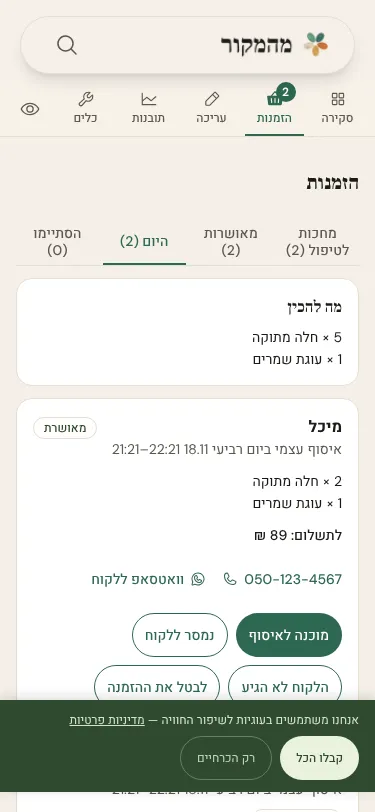 מהמקור
סקירה
2
הזמנות
עריכה
תובנות
כלים
הזמנות
מחכות לטיפול (2)
מאושרות (2)
היום (2)
הסתיימו (0)
מה להכין
5 × חלה מתוקה
1 × עוגת שמרים
מיכל
מאושרת
איסוף עצמי ביום רביעי 18.11 21:21–22:21
2 × חלה מתוקה
1 × עוגת שמרים
לתשלום: 89 ₪
050-123-4567
וואטסאפ ללקוח
מוכנה לאיסוף
נמסר ללקוח
הלקוח לא הגיע
לבטל את ההזמנה
אנחנו משתמשים בעוגיות לשיפור החוויה — מדיניות פרטיות
קבלו הכל
רק הכרחיים